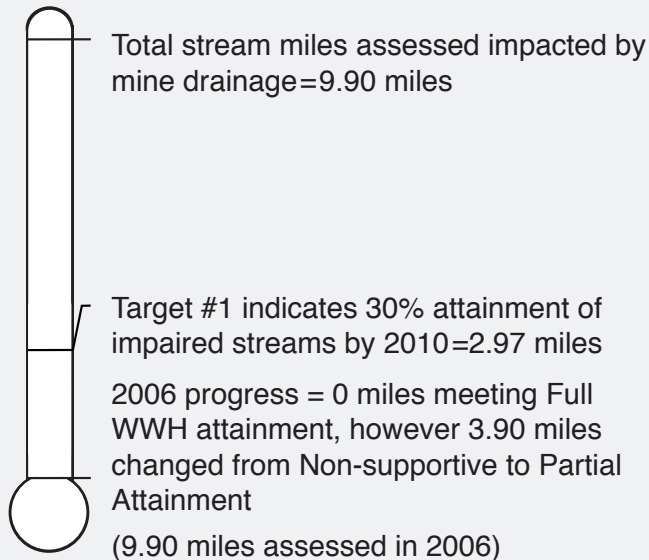 Total stream miles assessed impacted by
mine drainage=9.90 miles
Target #1 indicates 30% attainment of
impaired streams by 2010=2.97 miles
2006 progress = 0 miles meeting Full
WWH attainment, however 3.90 miles
changed from Non-supportive to Partial
Attainment
(9.90 miles assessed in 2006)